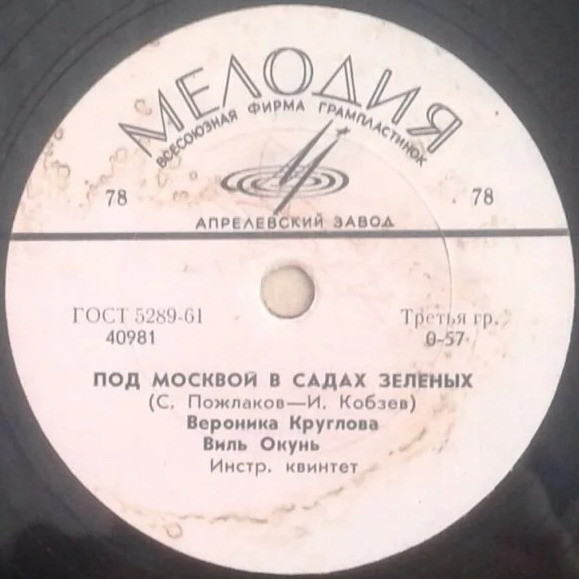 МЕЛОДИЯ
ВСЕСОЮЗНАЯ ФИРМА ГРАМПЛАСТИНОК
78 78
АПРЕЛЕВСКИЙ ЗАВОД
ГОСТ 5289-61 Третья гр.
40981 0-57
ПОД МОСКВОЙ В САДАХ ЗЕЛЕНЫХ
(С. Пожлаков—И. Кобзев)
Вероника Круглова
Виль Окунь
Инстр. квинтет